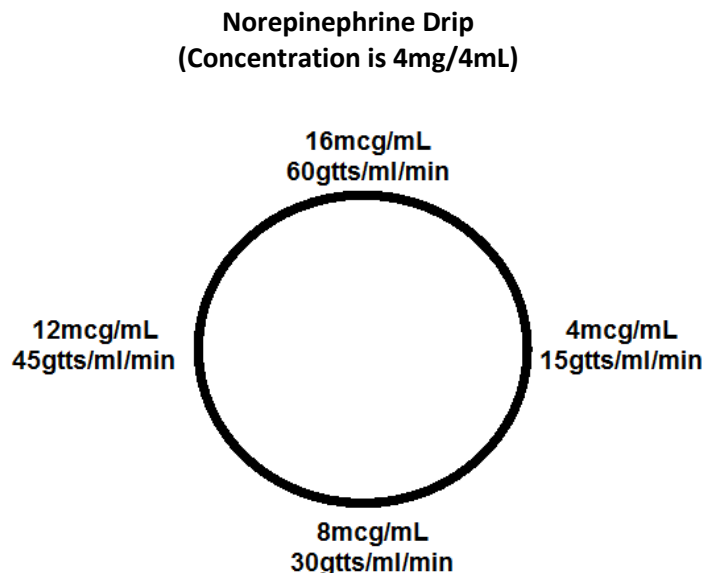 Norepinephrine Drip
(Concentration is 4mg/4mL)
16mcg/mL
60gtts/ml/min
12mcg/mL
45gtts/ml/min
4mcg/mL
15gtts/ml/min
8mcg/mL
30gtts/ml/min